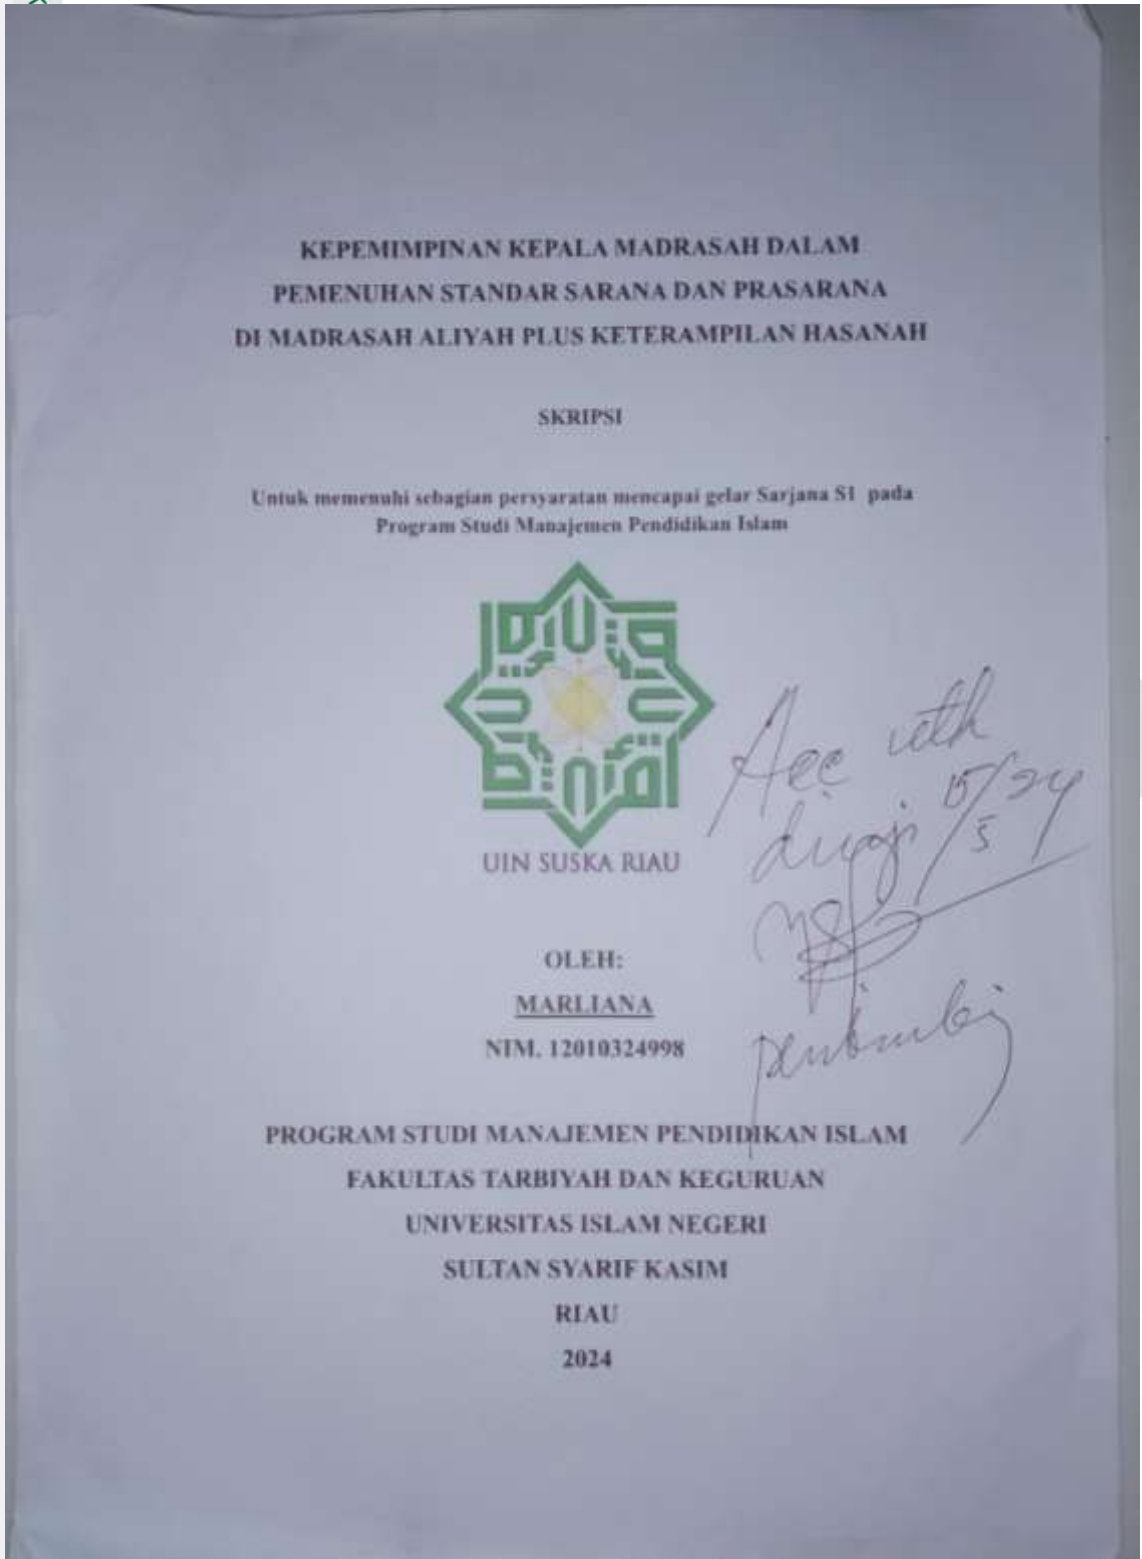 KEPEMIMPINAN KEPALA MADRASAH DALAM
PEMENUHAN STANDAR SARANA DAN PRASARANA
DI MADRASAH ALIYAH PLUS KETERAMPILAN HASANAH
SKRIPSI
Untuk memenuhi sebagian persyaratan mencapai gelar Sarjana S1 pada
Program Studi Manajemen Pendidikan Islam
UIN SUSKA RIAU
Acc utk
diuji 15/5 24
pembimbing
OLEH:
MARLIANA
NIM. 12010324998
PROGRAM STUDI MANAJEMEN PENDIDIKAN ISLAM
FAKULTAS TARBIYAH DAN KEGURUAN
UNIVERSITAS ISLAM NEGERI
SULTAN SYARIF KASIM
RIAU
2024